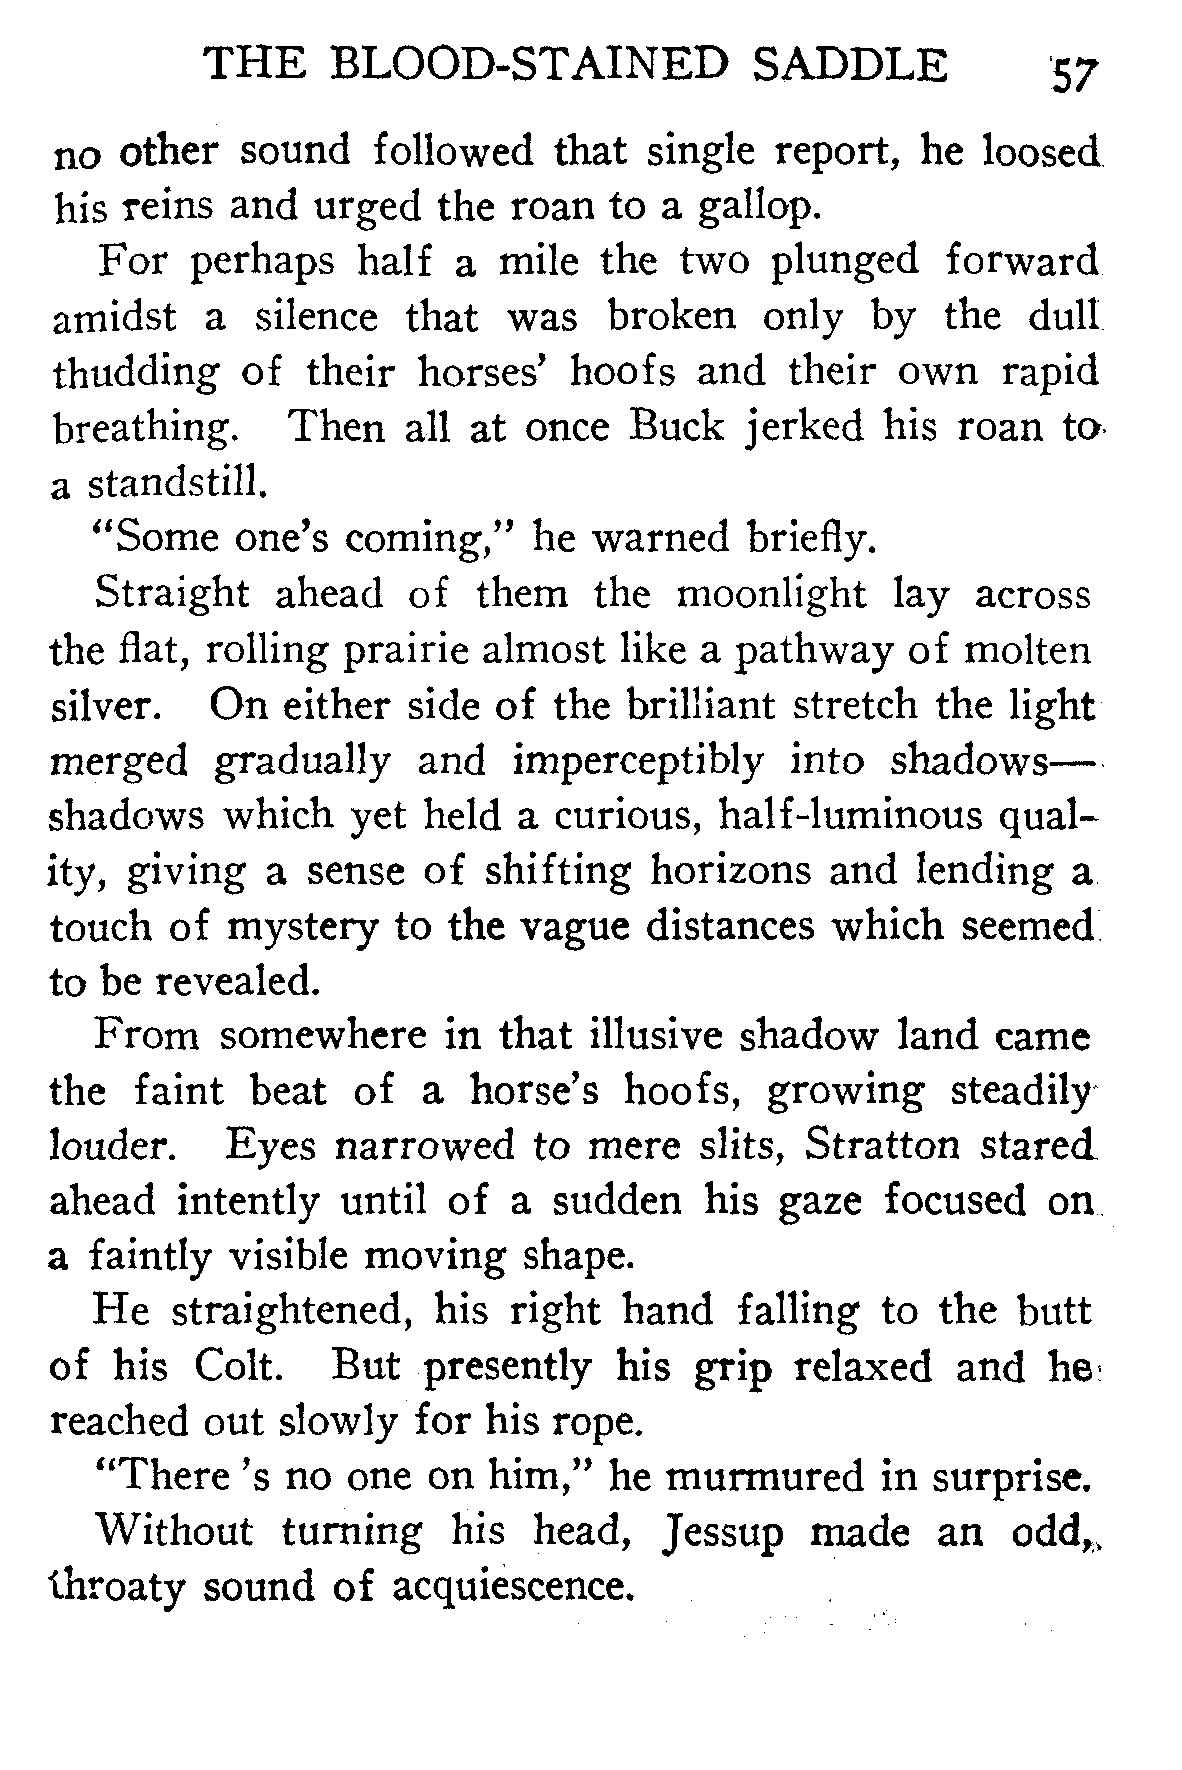 THE BLOOD-STAINED SADDLE 57
no other sound followed that single report, he loosed
his reins and urged the roan to a gallop.
For perhaps half a mile the two plunged forward
amidst a silence that was broken only by the dull
thudding of their horses' hoofs and their own rapid
breathing. Then all at once Buck jerked his roan to
a standstill.
"Some one's coming," he warned briefly.
Straight ahead of them the moonlight lay across
the flat, rolling prairie almost like a pathway of molten
silver. On either side of the brilliant stretch the light
merged gradually and imperceptibly into shadows—
shadows which yet held a curious, half-luminous qual-
ity, giving a sense of shifting horizons and lending a
touch of mystery to the vague distances which seemed
to be revealed.
From somewhere in that illusive shadow land came
the faint beat of a horse's hoofs, growing steadily
louder. Eyes narrowed to mere slits, Stratton stared
ahead intently until of a sudden his gaze focused on
a faintly visible moving shape.
He straightened, his right hand falling to the butt
of his Colt. But presently his grip relaxed and he
reached out slowly for his rope.
"There 's no one on him," he murmured in surprise.
Without turning his head, Jessup made an odd,
throaty sound of acquiescence.